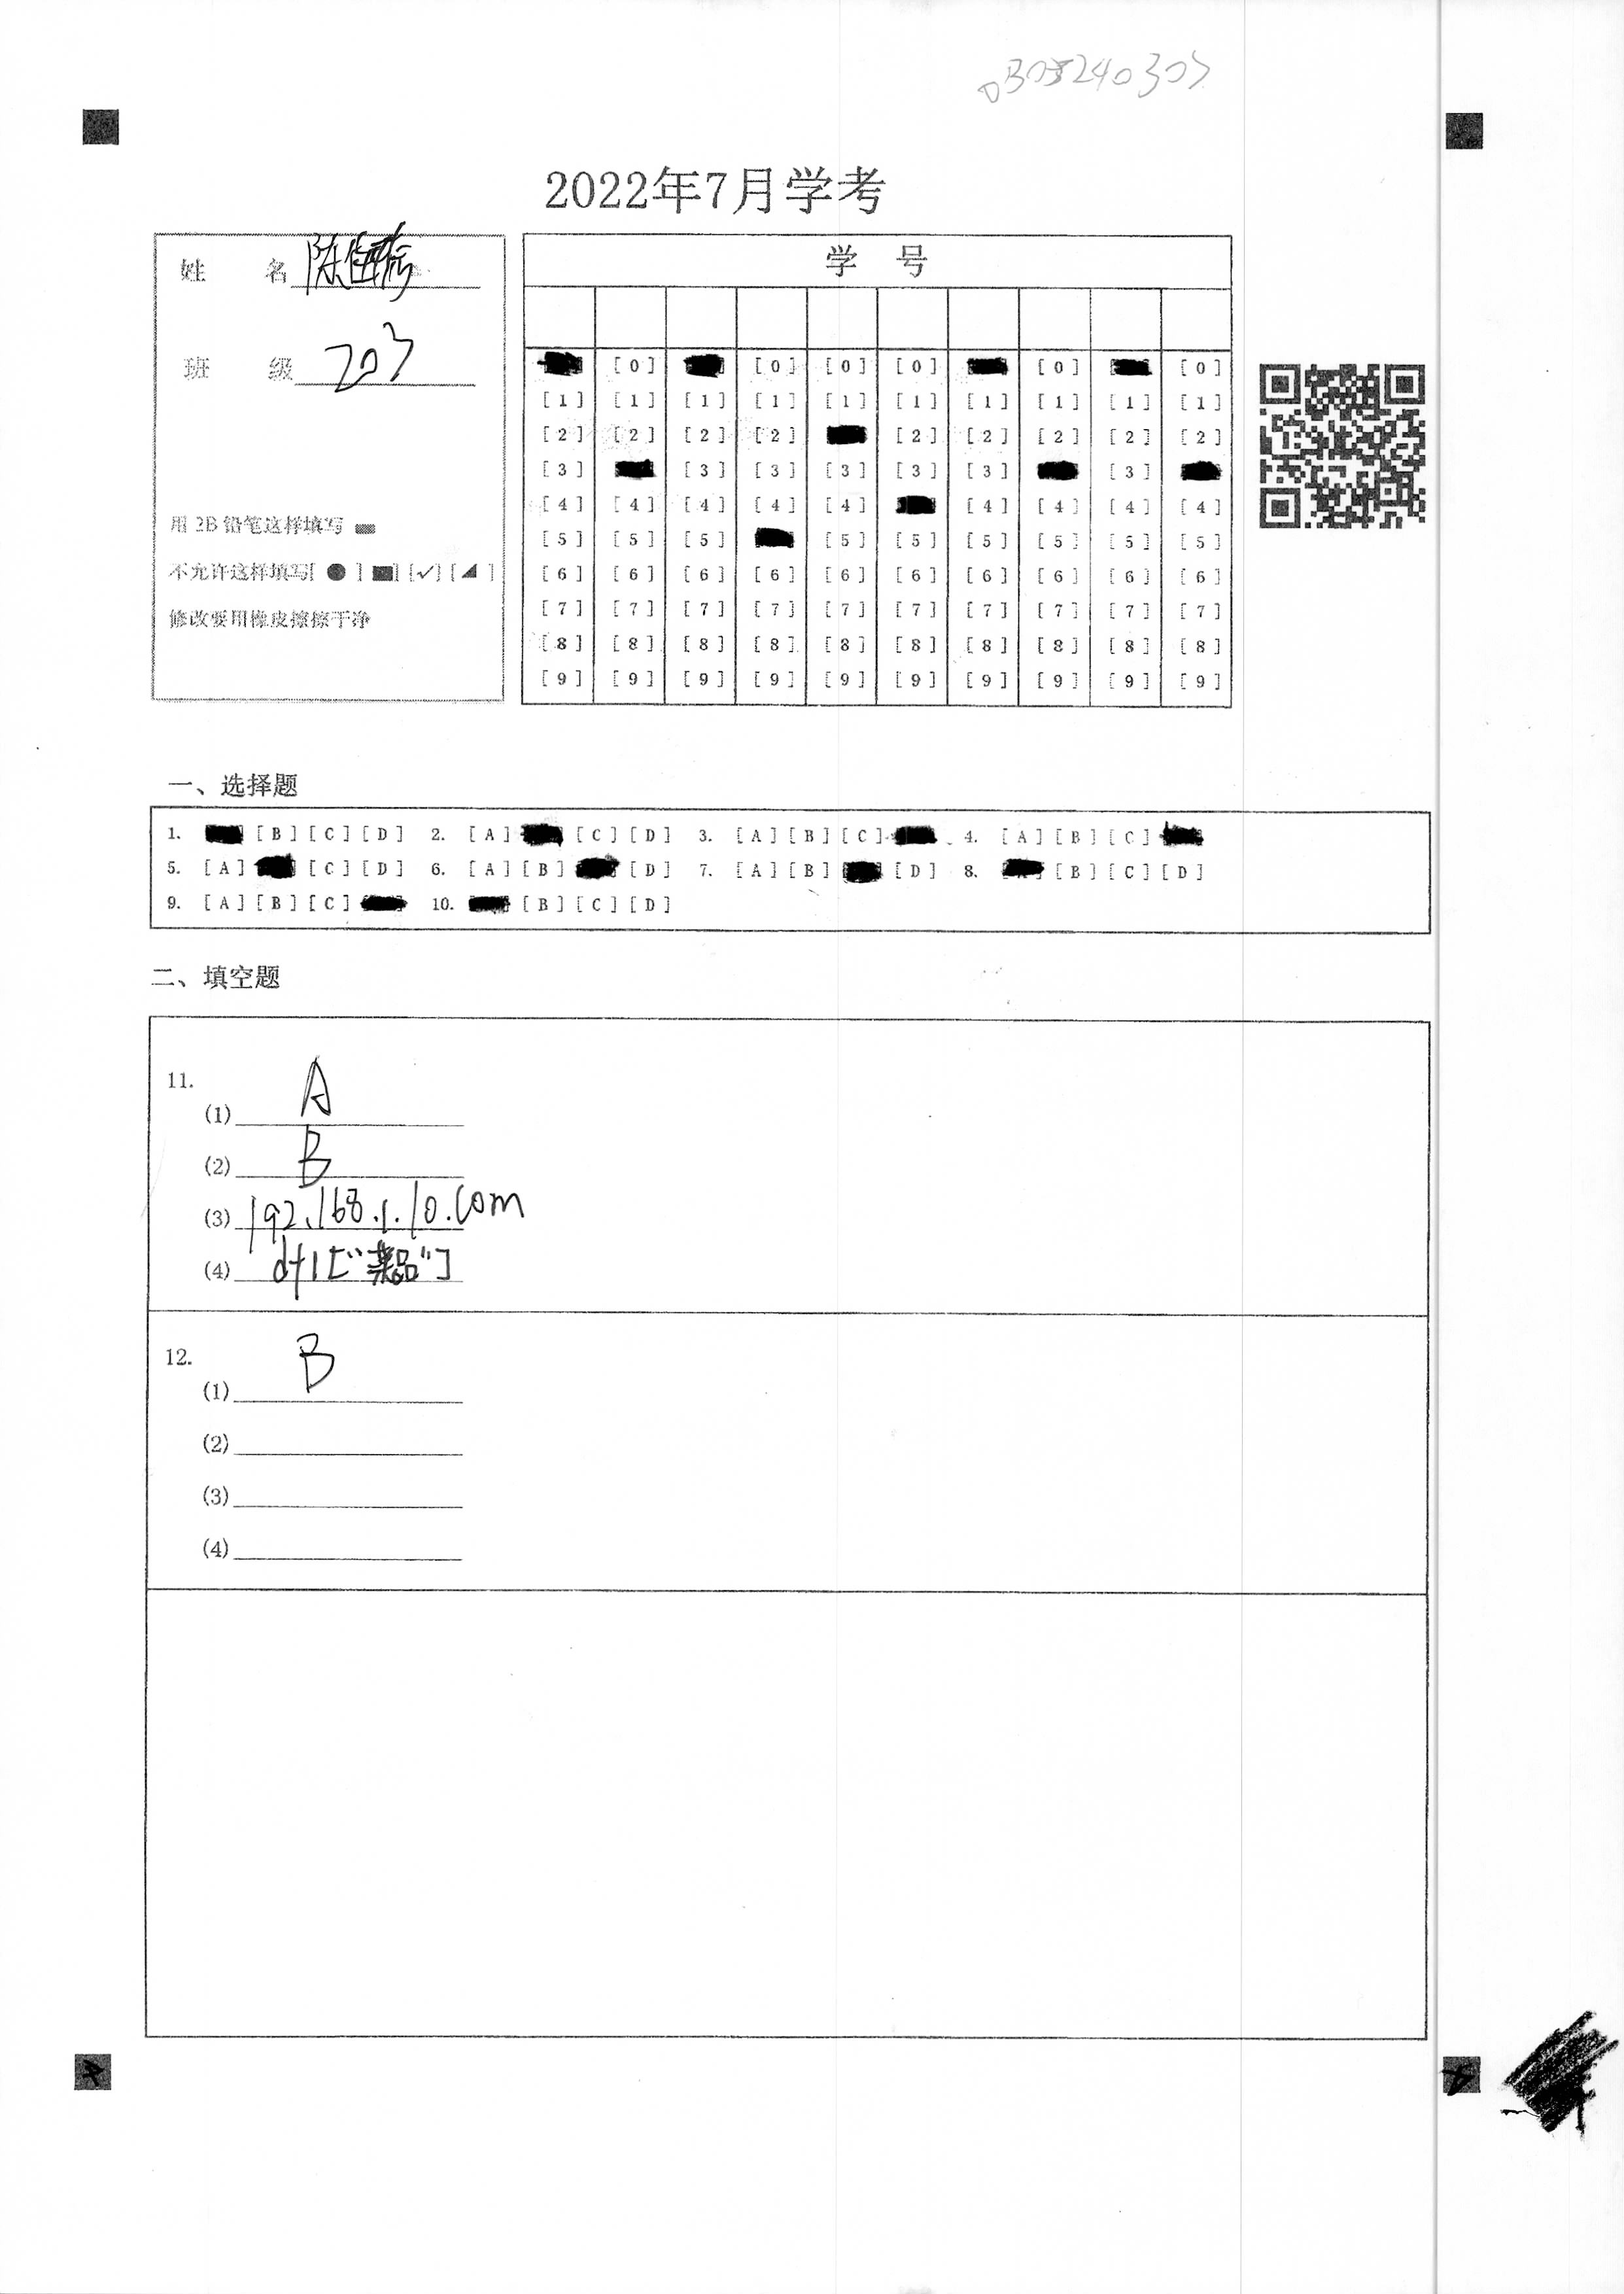 0305240303
2022年7月学考
姓 名 陈
班 级 203
用2B铅笔这样填写
不允许这样填写[●] [■] [✓] [◢]
修改要用橡皮擦擦干净
学 号
[0] [0] [0] [0] [0] [0]
[1] [1] [1] [1] [1] [1] [1] [1] [1] [1]
[2] [2] [2] [2] [2] [2] [2] [2] [2]
[3] [3] [3] [3] [3] [3] [3]
[4] [4] [4] [4] [4] [4] [4] [4] [4]
[5] [5] [5] [5] [5] [5] [5] [5] [5]
[6] [6] [6] [6] [6] [6] [6] [6] [6] [6]
[7] [7] [7] [7] [7] [7] [7] [7] [7] [7]
[8] [8] [8] [8] [8] [8] [8] [8] [8] [8]
[9] [9] [9] [9] [9] [9] [9] [9] [9] [9]
一、选择题
1. [B] [C] [D] 2. [A] [C] [D] 3. [A] [B] [C] 4. [A] [B] [C]
5. [A] [C] [D] 6. [A] [B] [D] 7. [A] [B] [D] 8. [B] [C] [D]
9. [A] [B] [C] 10. [B] [C] [D]
二、填空题
11.
(1) A
(2) B
(3) 192.168.1.10.com
(4) df1["菜品"]
12.
(1) B
(2)
(3)
(4)